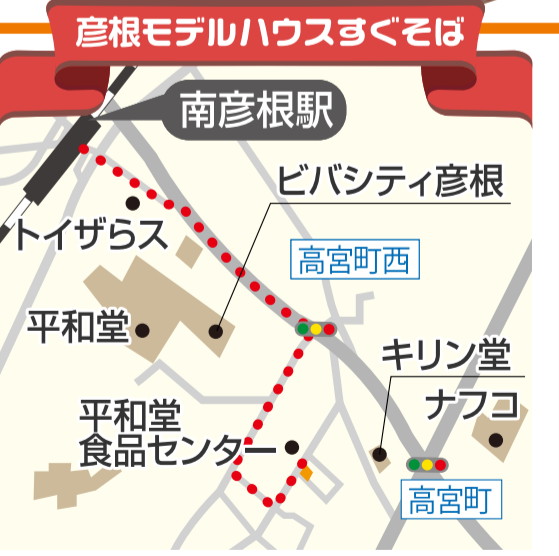 彦根モデルハウスすぐそば
南彦根駅
ビバシティ彦根
トイザらス
高宮町西
平和堂
キリン堂
ナフコ
平和堂
食品センター
高宮町